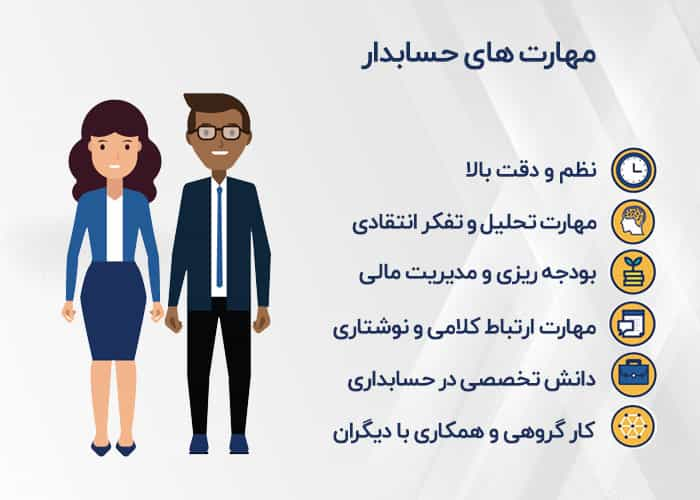 مهارت های حسابدار
نظم و دقت بالا
مهارت تحلیل و تفکر انتقادی
بودجه ریزی و مدیریت مالی
مهارت ارتباط کلامی و نوشتاری
دانش تخصصی در حسابداری
کار گروهی و همکاری با دیگران